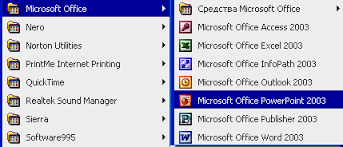 Microsoft Office
Nero
Norton Utilities
PrintMe Internet Printing
QuickTime
Realtek Sound Manager
Sierra
Software995
Средства Microsoft Office
Microsoft Office Access 2003
Microsoft Office Excel 2003
Microsoft Office InfoPath 2003
Microsoft Office Outlook 2003
Microsoft Office PowerPoint 2003
Microsoft Office Publisher 2003
Microsoft Office Word 2003